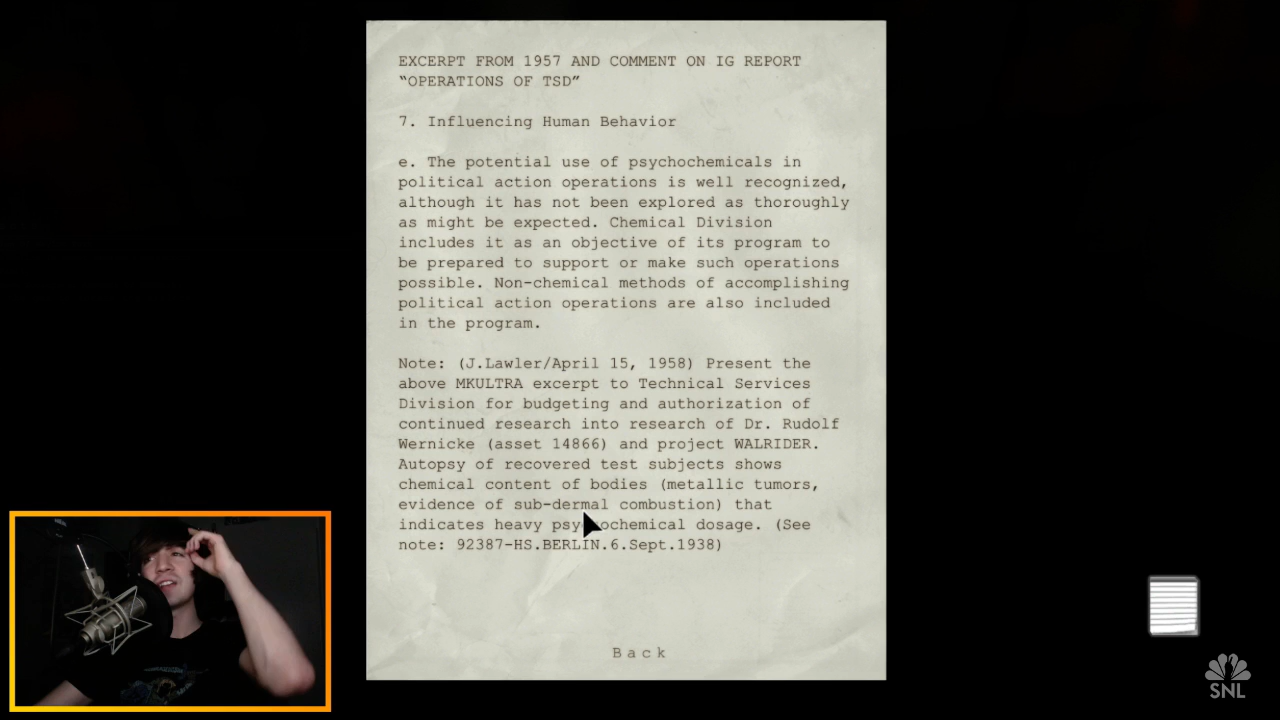 EXCERPT FROM 1957 AND COMMENT ON IG REPORT
“OPERATIONS OF TSD”
7. Influencing Human Behavior
e. The potential use of psychochemicals in
political action operations is well recognized,
although it has not been explored as thoroughly
as might be expected. Chemical Division
includes it as an objective of its program to
be prepared to support or make such operations
possible. Non-chemical methods of accomplishing
political action operations are also included
in the program.
Note: (J.Lawler/April 15, 1958) Present the
above MKULTRA excerpt to Technical Services
Division for budgeting and authorization of
continued research into research of Dr. Rudolf
Wernicke (asset 14866) and project WALRIDER.
Autopsy of recovered test subjects shows
chemical content of bodies (metallic tumors,
evidence of sub-dermal combustion) that
indicates heavy psychochemical dosage. (See
note: 92387-HS.BERLIN.6.Sept.1938)
Back
SNL